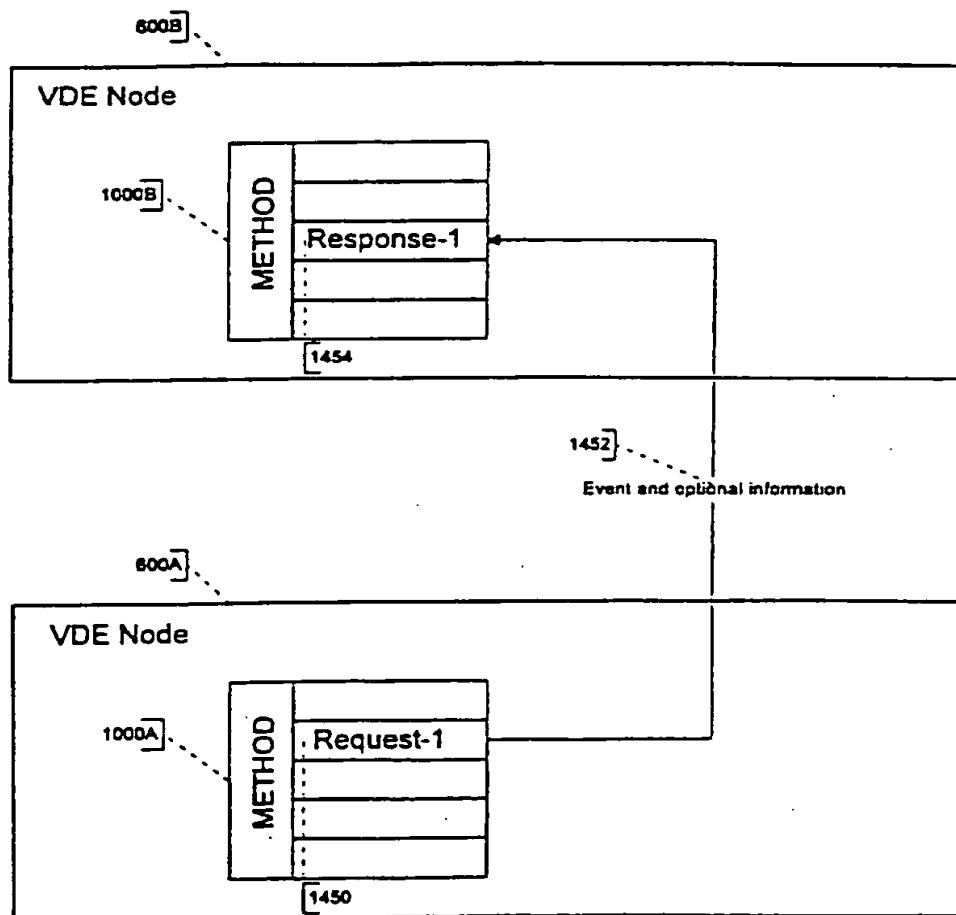 600B
VDE Node
1000B
METHOD
Response-1
1454
1452
Event and optional information
600A
VDE Node
1000A
METHOD
Request-1
1450